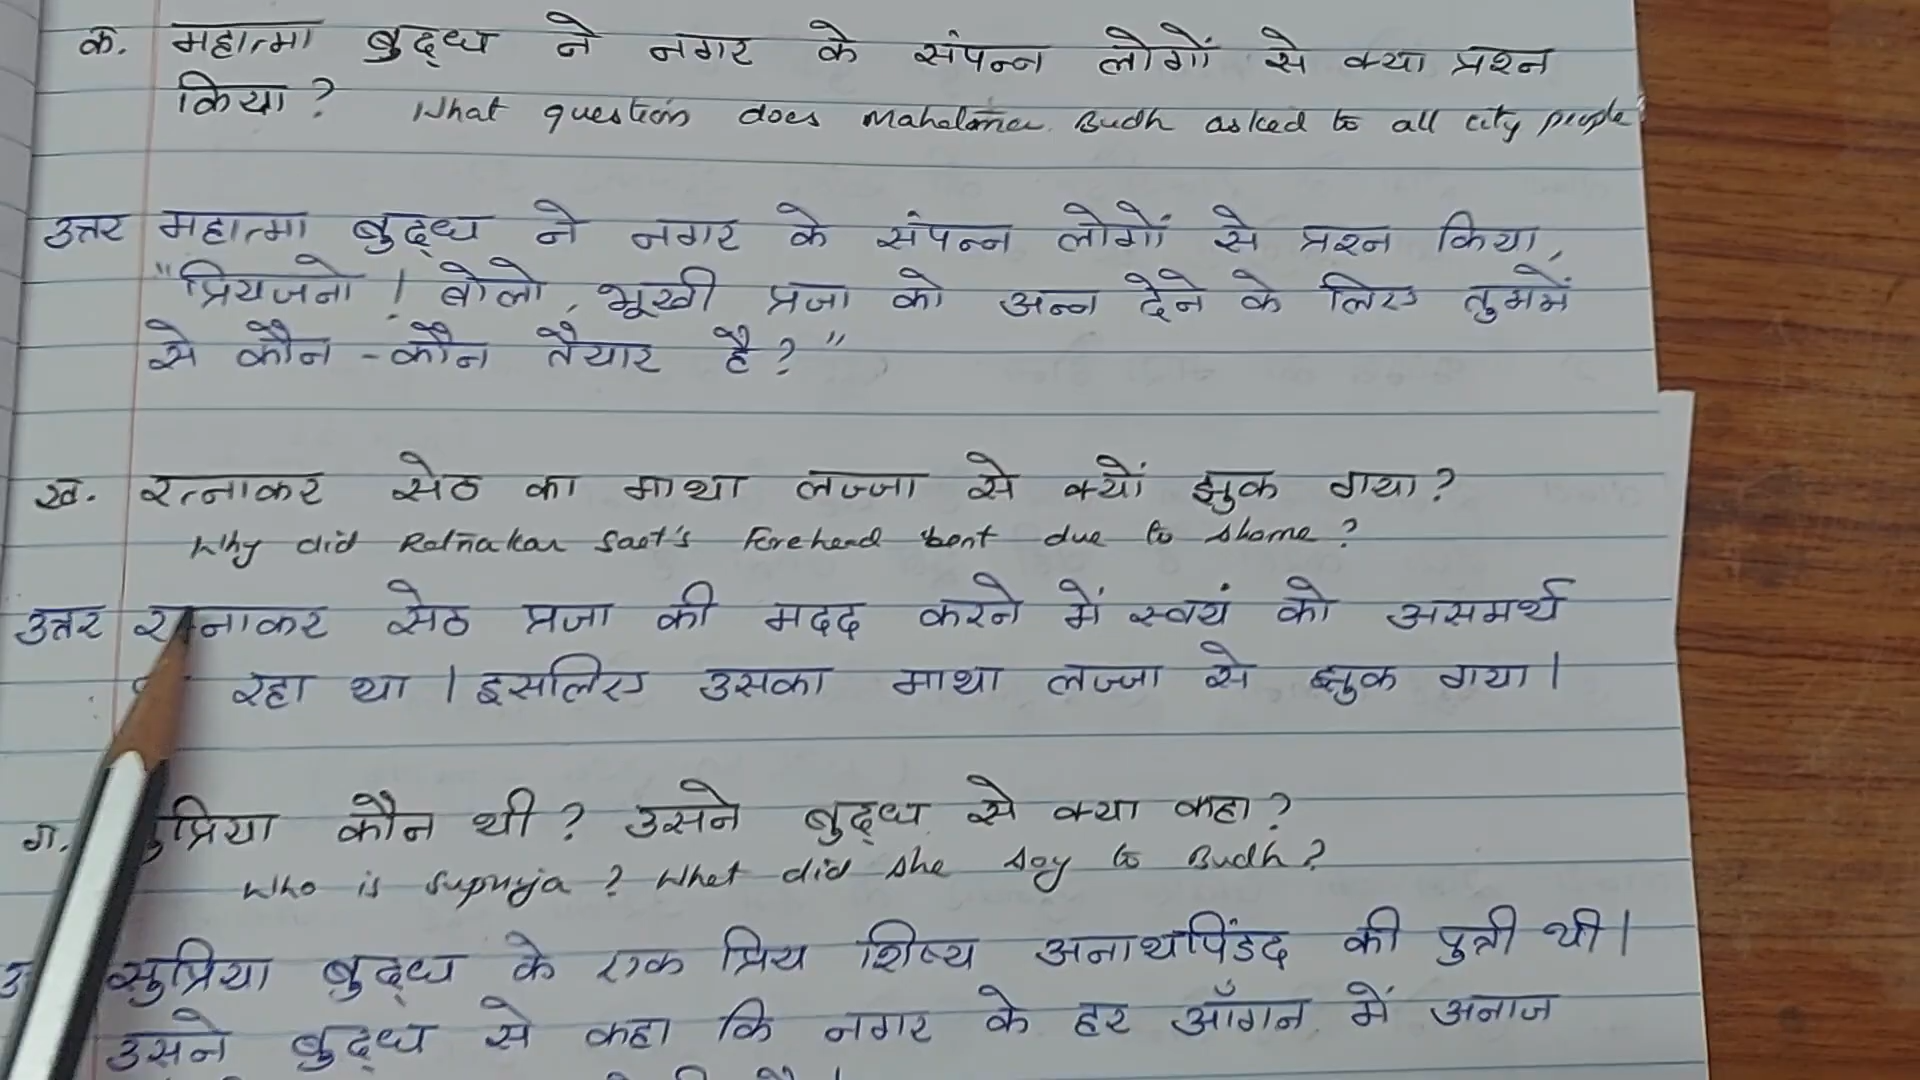 क. महात्मा बुद्ध ने नगर के संपन्न लोगों से क्या प्रश्न
किया? What question does Mahatma Budh asked to all city people
उत्तर महात्मा बुद्ध ने नगर के संपन्न लोगों से प्रश्न किया,
"प्रियजनो! बोलो, भूखी प्रजा को अन्न देने के लिए तुममें
से कौन-कौन तैयार है?"
ख. रत्नाकर सेठ का माथा लज्जा से क्यों झुक गया?
Why did Ratnakar Saet's Forehead bent due to shame?
उत्तर रत्नाकर सेठ प्रजा की मदद करने में स्वयं को असमर्थ
रहा था। इसलिए उसका माथा लज्जा से झुक गया।
ग. सुप्रिया कौन थी? उसने बुद्ध से क्या कहा?
Who is Supriya? What did she say to Budh?
सुप्रिया बुद्ध के एक प्रिय शिष्य अनाथपिंडद की पुत्री थी।
उसने बुद्ध से कहा कि नगर के हर आँगन में अनाज